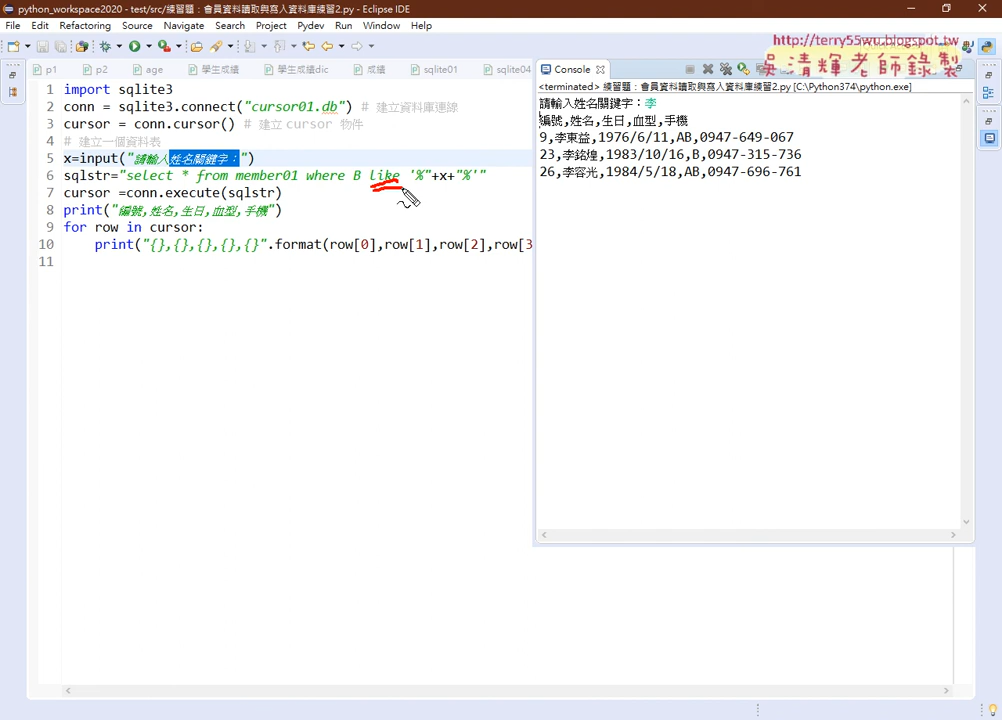 python_workspace2020 - test/src/練習題：會員資料讀取與寫入資料庫練習2.py - Eclipse IDE
File Edit Refactoring Source Navigate Search Project Pydev Run Window Help
http://terry55wu.blogspot.tw
吳清輝老師錄製
p1 p2 age 學生成績 學生成績dic 成績 sqlite01 sqlite04
Console
<terminated> 練習題：會員資料讀取與寫入資料庫練習2.py [C:\Python374\python.exe]
1 import sqlite3
2 conn = sqlite3.connect("cursor01.db") # 建立資料庫連線
3 cursor = conn.cursor() # 建立 cursor 物件
4 # 建立一個資料表
5 x=input("請輸入姓名關鍵字：")
6 sqlstr="select * from member01 where B like '%"+x+"%'"
7 cursor =conn.execute(sqlstr)
8 print("編號,姓名,生日,血型,手機")
9 for row in cursor:
10 print("{},{},{},{},{}".format(row[0],row[1],row[2],row[3
11
請輸入姓名關鍵字：李
編號,姓名,生日,血型,手機
9,李東益,1976/6/11,AB,0947-649-067
23,李銘煌,1983/10/16,B,0947-315-736
26,李容光,1984/5/18,AB,0947-696-761